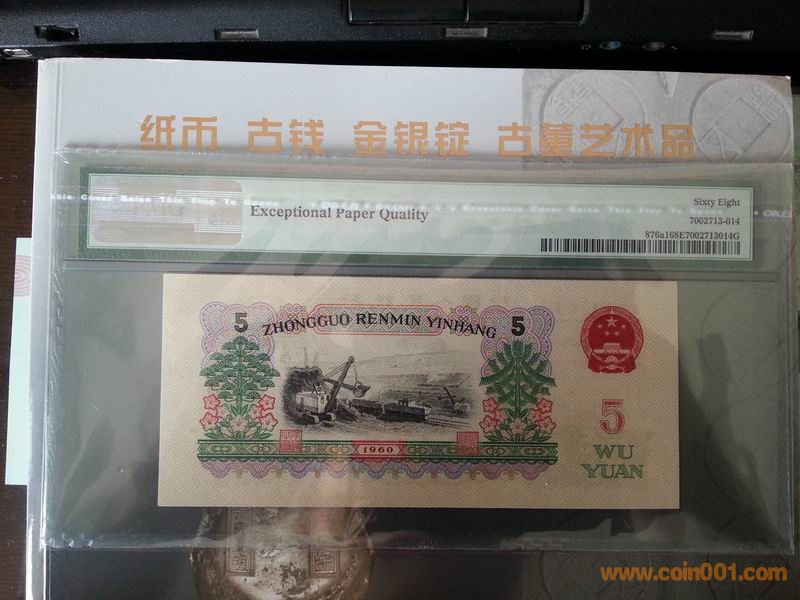 纸币 古钱 金银锭 古董艺术品
Exceptional Paper Quality
Sixty Eight
7002713-014
876a168E7002713014G
5 ZHONGGUO RENMIN YINHANG 5
1960
5
WU
YUAN
www.coin001.com